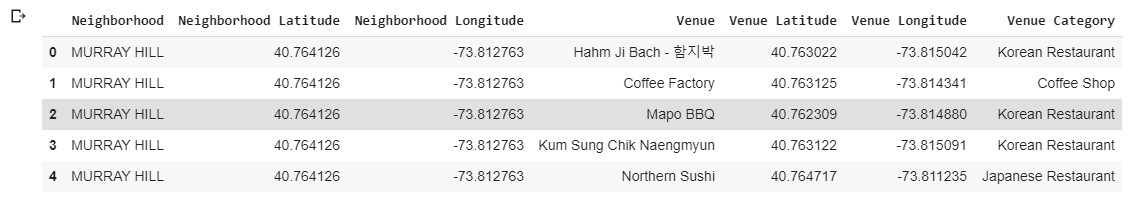 Neighborhood Neighborhood Latitude Neighborhood Longitude Venue Venue Latitude Venue Longitude Venue Category
0 MURRAY HILL 40.764126 -73.812763 Hahm Ji Bach - 함지박 40.763022 -73.815042 Korean Restaurant
1 MURRAY HILL 40.764126 -73.812763 Coffee Factory 40.763125 -73.814341 Coffee Shop
2 MURRAY HILL 40.764126 -73.812763 Mapo BBQ 40.762309 -73.814880 Korean Restaurant
3 MURRAY HILL 40.764126 -73.812763 Kum Sung Chik Naengmyun 40.763122 -73.815091 Korean Restaurant
4 MURRAY HILL 40.764126 -73.812763 Northern Sushi 40.764717 -73.811235 Japanese Restaurant